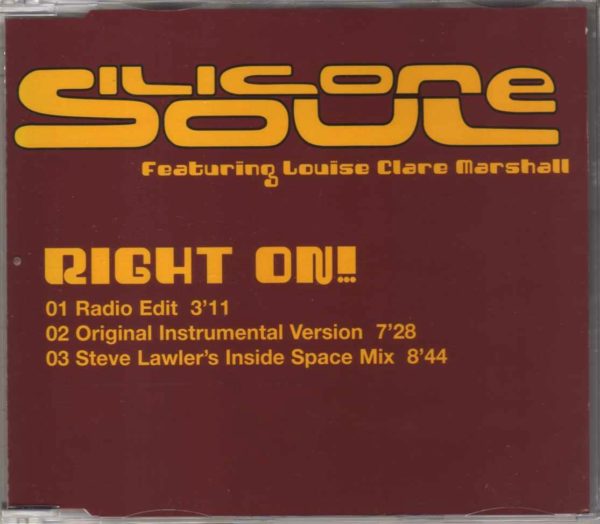 Silicone
Soul
Featuring Louise Clare Marshall
RIGHT ON!...
01 Radio Edit 3'11
02 Original Instrumental Version 7'28
03 Steve Lawler's Inside Space Mix 8'44